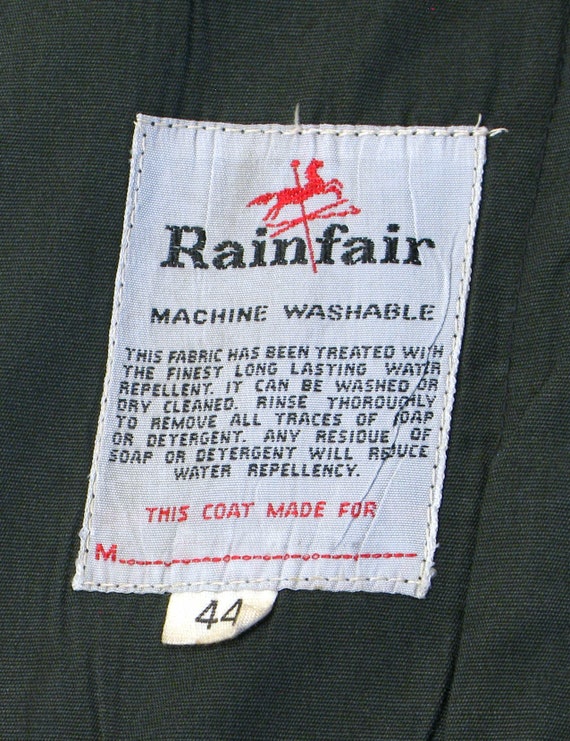 Rainfair
MACHINE WASHABLE
THIS FABRIC HAS BEEN TREATED WITH
THE FINEST LONG LASTING WATER
REPELLENT. IT CAN BE WASHED OR
DRY CLEANED. RINSE THOROUGHLY
TO REMOVE ALL TRACES OF SOAP
OR DETERGENT. ANY RESIDUE OF
SOAP OR DETERGENT WILL REDUCE
WATER REPELLENCY.
THIS COAT MADE FOR
M
44